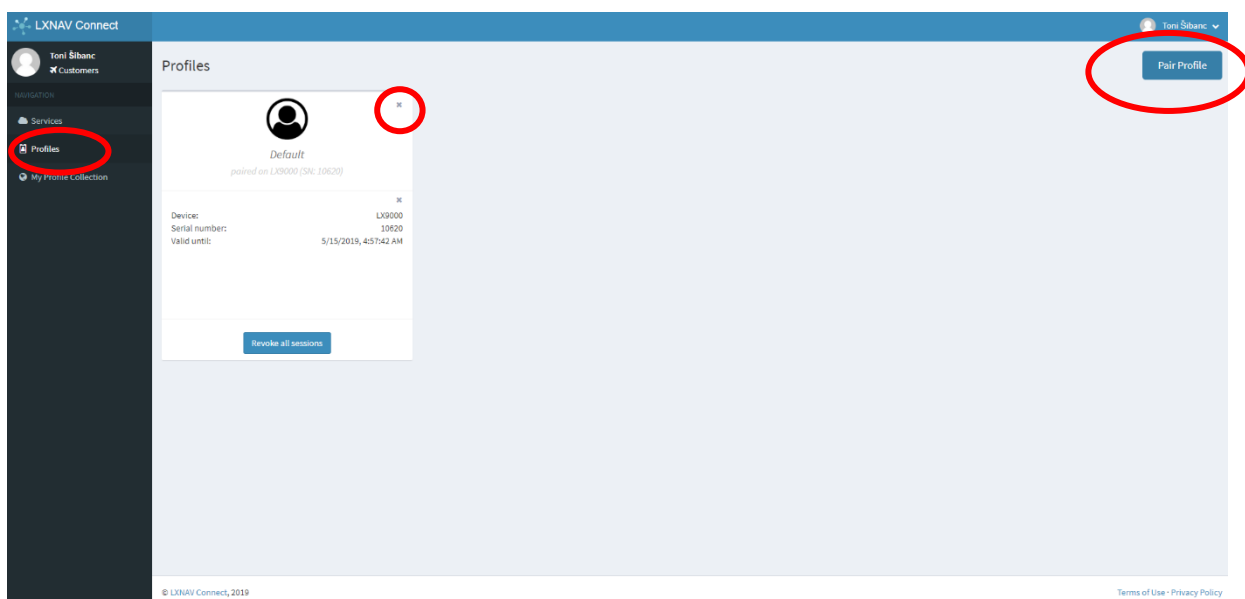 LXNAV Connect
Toni Šibanc
Toni Šibanc
Customers
NAVIGATION
Services
Profiles
My Profile Collection
Profiles
Pair Profile
Default
paired on LX9000 (SN: 10620)
Device: LX9000
Serial number: 10620
Valid until: 5/15/2019, 4:57:42 AM
Revoke all sessions
© LXNAV Connect, 2019
Terms of Use · Privacy Policy